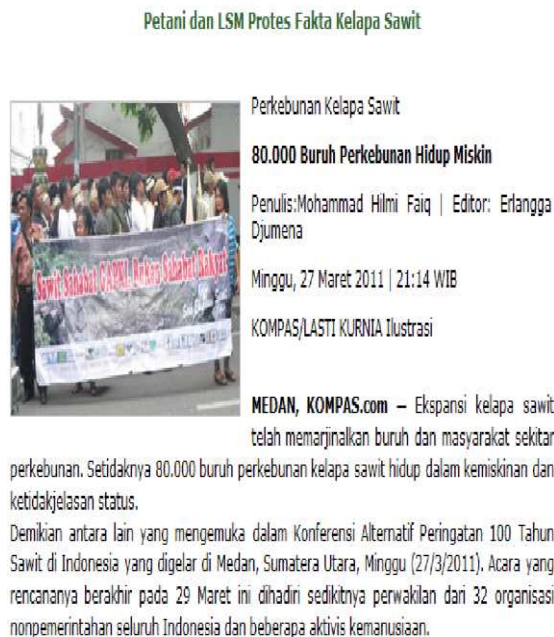 Petani dan LSM Protes Fakta Kelapa Sawit
Perkebunan Kelapa Sawit
80.000 Buruh Perkebunan Hidup Miskin
Penulis:Mohammad Hilmi Faiq | Editor: Erlangga
Djumena
Minggu, 27 Maret 2011 | 21:14 WIB
KOMPAS/LASTI KURNIA Ilustrasi
Sawit Sahabat GAPKI, Bukan Sahabat Rakyat
MEDAN, KOMPAS.com – Ekspansi kelapa sawit
telah memarjinalkan buruh dan masyarakat sekitar
perkebunan. Setidaknya 80.000 buruh perkebunan kelapa sawit hidup dalam kemiskinan dan
ketidakjelasan status.
Demikian antara lain yang mengemuka dalam Konferensi Alternatif Peringatan 100 Tahun
Sawit di Indonesia yang digelar di Medan, Sumatera Utara, Minggu (27/3/2011). Acara yang
rencananya berakhir pada 29 Maret ini dihadiri sedikitnya perwakilan dari 32 organisasi
nonpemerintahan seluruh Indonesia dan beberapa aktivis kemanusiaan.